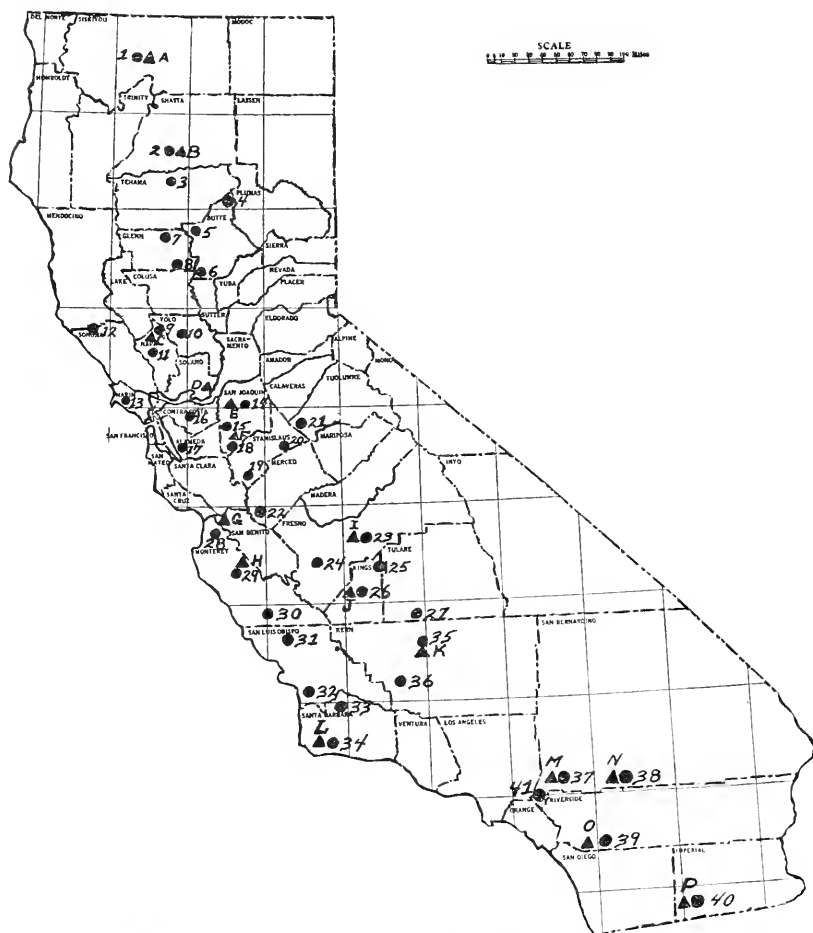 DEL NORTE SISKIYOU MODOC
SCALE
1 A
HUMBOLDT
TRINITY SHASTA LASSEN
2 B
TEHAMA 3
PLUMAS
4
MENDOCINO
BUTTE
GLENN 7 5
SIERRA
8 6
LAKE COLUSA YUBA NEVADA
PLACER
SUTTER
YOLO
SONOMA 12 9 10
ELDORADO
NAPA
SACRA-
MENTO
ALPINE
11 SOLANO
AMADOR MONO
D
CALAVERAS TUOLUMNE
MARIN 13
SAN JOAQUIN
E 14
CONTRA COSTA
16 15 21
F
SAN FRANCISCO
ALAMEDA
STANISLAUS MARIPOSA
17 18 20
SAN
MATEO
SANTA CLARA
MERCED
19
INYO
SANTA
CRUZ
MADERA
22 FRESNO
G
28 SAN BENITO
I 23
MONTEREY
TULARE
H
29 24 KINGS 25
26
30 27
SAN LUIS OBISPO KERN
SAN BERNARDINO
31 35
K
36
32
33
SANTA BARBARA
VENTURA LOS ANGELES
L
34
M 37 N 38
41
RIVERSIDE
ORANGE
O 39
SAN DIEGO IMPERIAL
P 40